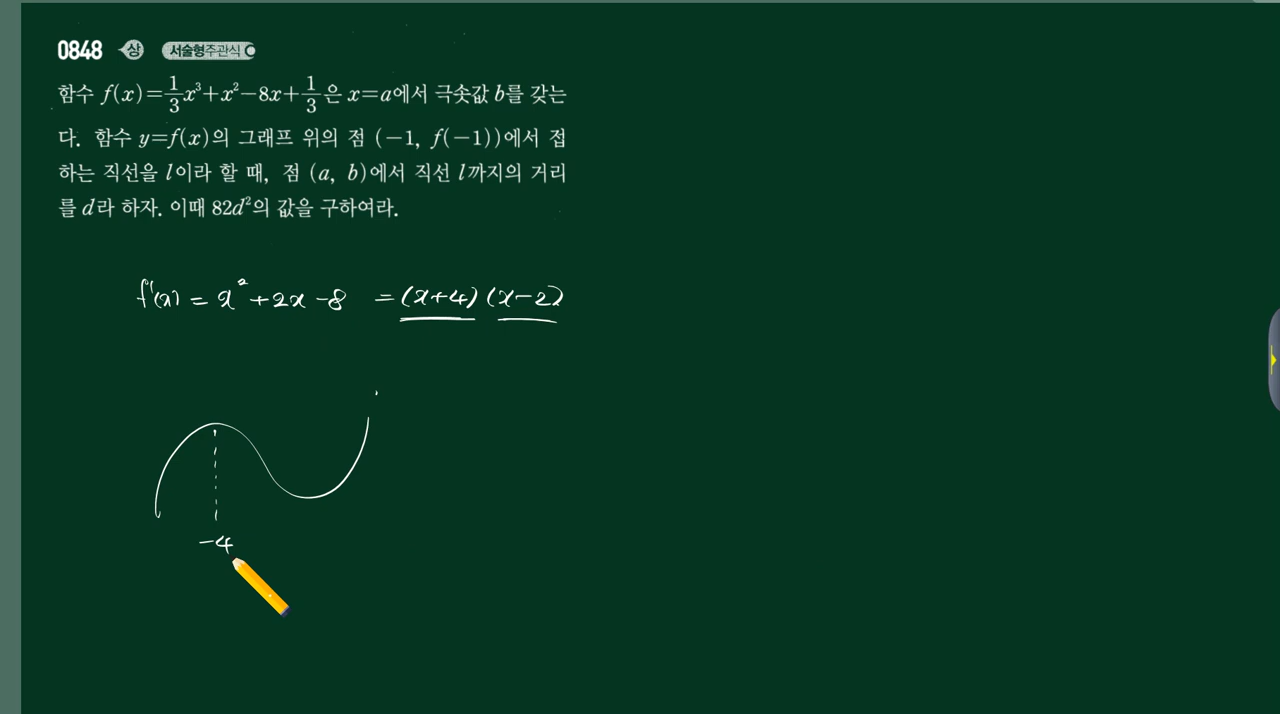 0848 상 서술형주관식
함수 f(x)=\frac{1}{3}x³+x²-8x+\frac{1}{3}은 x=a에서 극솟값 b를 갖는
다. 함수 y=f(x)의 그래프 위의 점 (-1, f(-1))에서 접
하는 직선을 l이라 할 때, 점 (a, b)에서 직선 l까지의 거리
를 d라 하자. 이때 82d²의 값을 구하여라.
f'(x) = x² + 2x - 8 = (x+4)(x-2)
-4